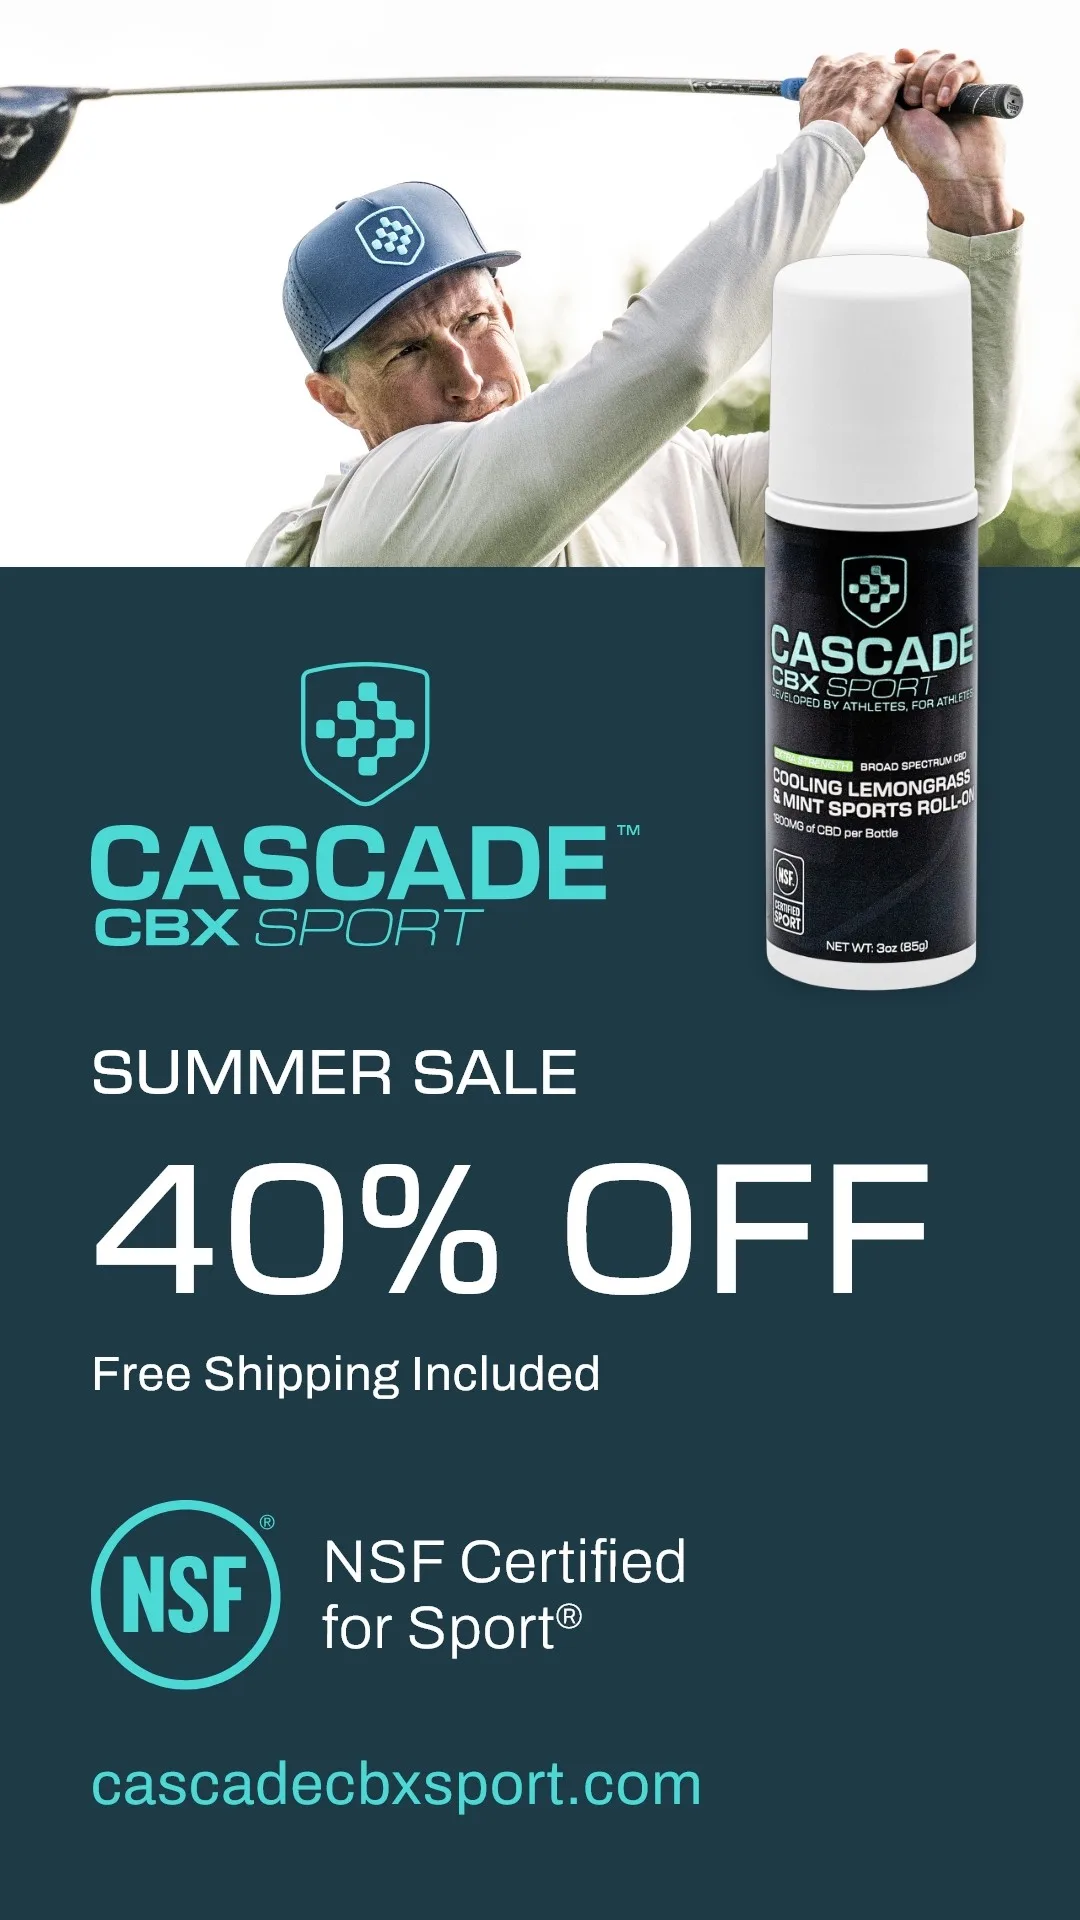 CASCADE
CBX SPORT
DEVELOPED BY ATHLETES, FOR ATHLETES
EXTRA STRENGTH BROAD SPECTRUM CBD
COOLING LEMONGRASS
& MINT SPORTS ROLL-ON
1800MG of CBD per Bottle
NSF
CERTIFIED
SPORT
NET WT: 3oz (85g)
CASCADE™
CBX SPORT
SUMMER SALE
40% OFF
Free Shipping Included
NSF®
NSF Certified
for Sport®
cascadecbxsport.com